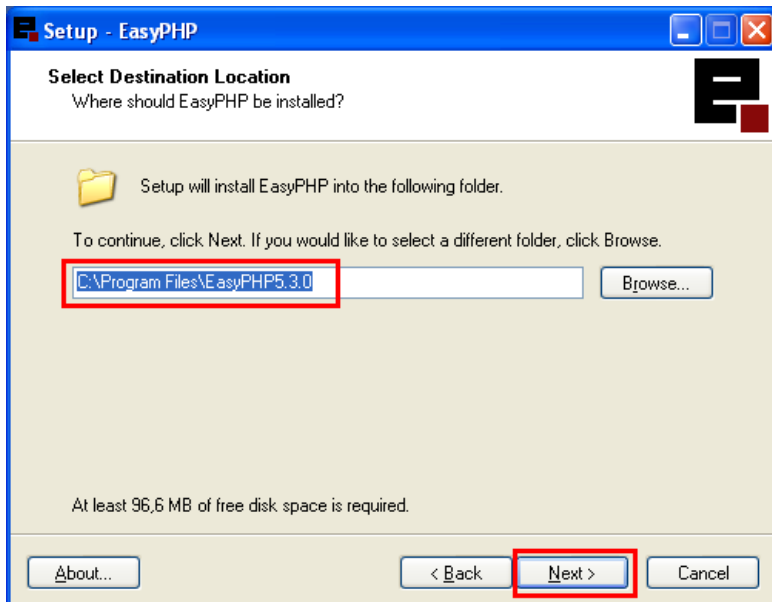 Setup - EasyPHP
Select Destination Location
Where should EasyPHP be installed?
Setup will install EasyPHP into the following folder.
To continue, click Next. If you would like to select a different folder, click Browse.
C:\Program Files\EasyPHP5.3.0
Browse...
At least 96,6 MB of free disk space is required.
About...
< Back
Next >
Cancel